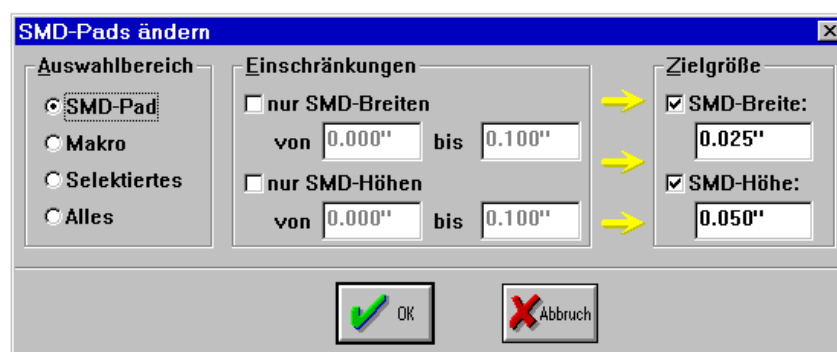 SMD-Pads ändern
Auswahlbereich
SMD-Pad
Makro
Selektiertes
Alles
Einschränkungen
nur SMD-Breiten
von 0.000" bis 0.100"
nur SMD-Höhen
von 0.000" bis 0.100"
Zielgröße
SMD-Breite:
0.025"
SMD-Höhe:
0.050"
OK
Abbruch